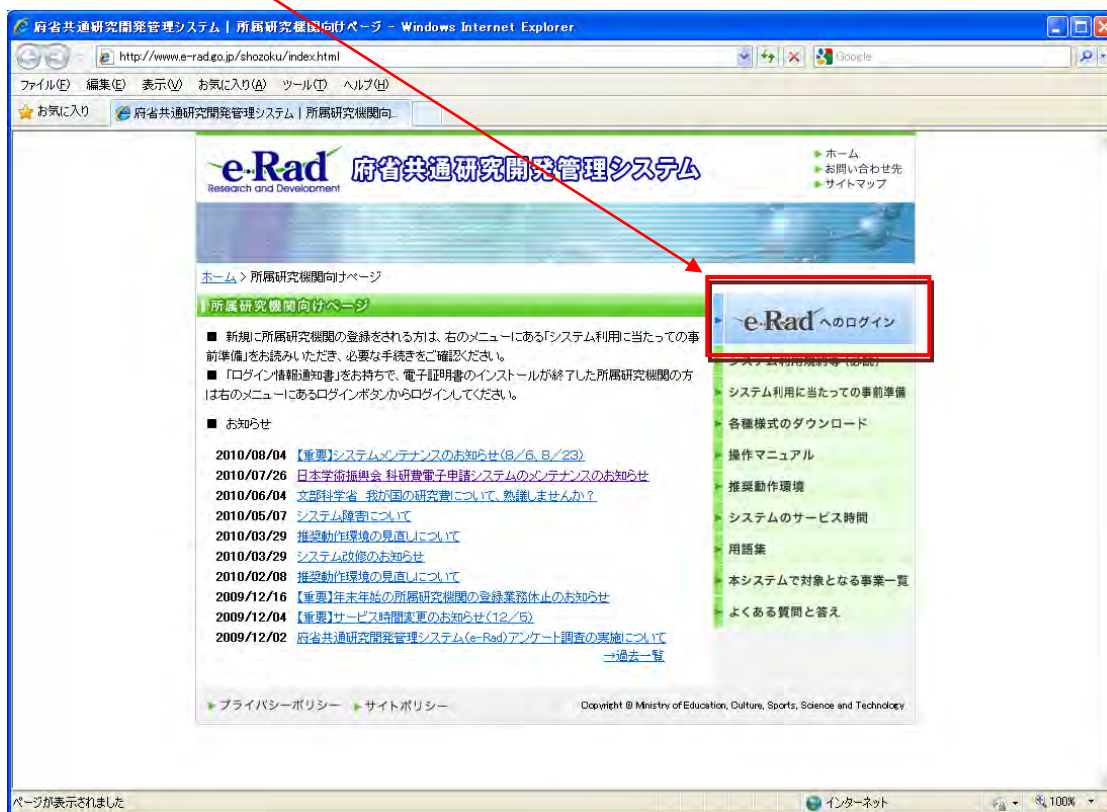 府省共通研究開発管理システム | 所属研究機関向けページ - Windows Internet Explorer
http://www.e-rad.go.jp/shozoku/index.html
Google
ファイル(F) 編集(E) 表示(V) お気に入り(A) ツール(T) ヘルプ(H)
お気に入り 府省共通研究開発管理システム | 所属研究機関向...
e-Rad 府省共通研究開発管理システム
Research and Development
ホーム
お問い合わせ先
サイトマップ
ホーム > 所属研究機関向けページ
所属研究機関向けページ
■ 新規に所属研究機関の登録をされる方は、右のメニューにある「システム利用に当たっての事
前準備」をお読みいただき、必要な手続きをご確認ください。
■ 「ログイン情報通知書」をお持ちで、電子証明書のインストールが終了した所属研究機関の方
は右のメニューにあるログインボタンからログインしてください。
■ お知らせ
2010/08/04 【重要】システムメンテナンスのお知らせ(8/6、8/23)
2010/07/26 日本学術振興会 科研費電子申請システムのメンテナンスのお知らせ
2010/06/04 文部科学省 我が国の研究費について、熟議しませんか？
2010/05/07 システム障害について
2010/03/29 推奨動作環境の見直しについて
2010/03/29 システム改修のお知らせ
2010/02/08 推奨動作環境の見直しについて
2009/12/16 【重要】年末年始の所属研究機関の登録業務休止のお知らせ
2009/12/04 【重要】サービス時間変更のお知らせ(12/5)
2009/12/02 府省共通研究開発管理システム(e-Rad)アンケート調査の実施について
→過去一覧
e-Radへのログイン
システム利用規約等(必読)
システム利用に当たっての事前準備
各種様式のダウンロード
操作マニュアル
推奨動作環境
システムのサービス時間
用語集
本システムで対象となる事業一覧
よくある質問と答え
プライバシーポリシー サイトポリシー
Copyright © Ministry of Education, Culture, Sports, Science and Technology
ページが表示されました インターネット 100%